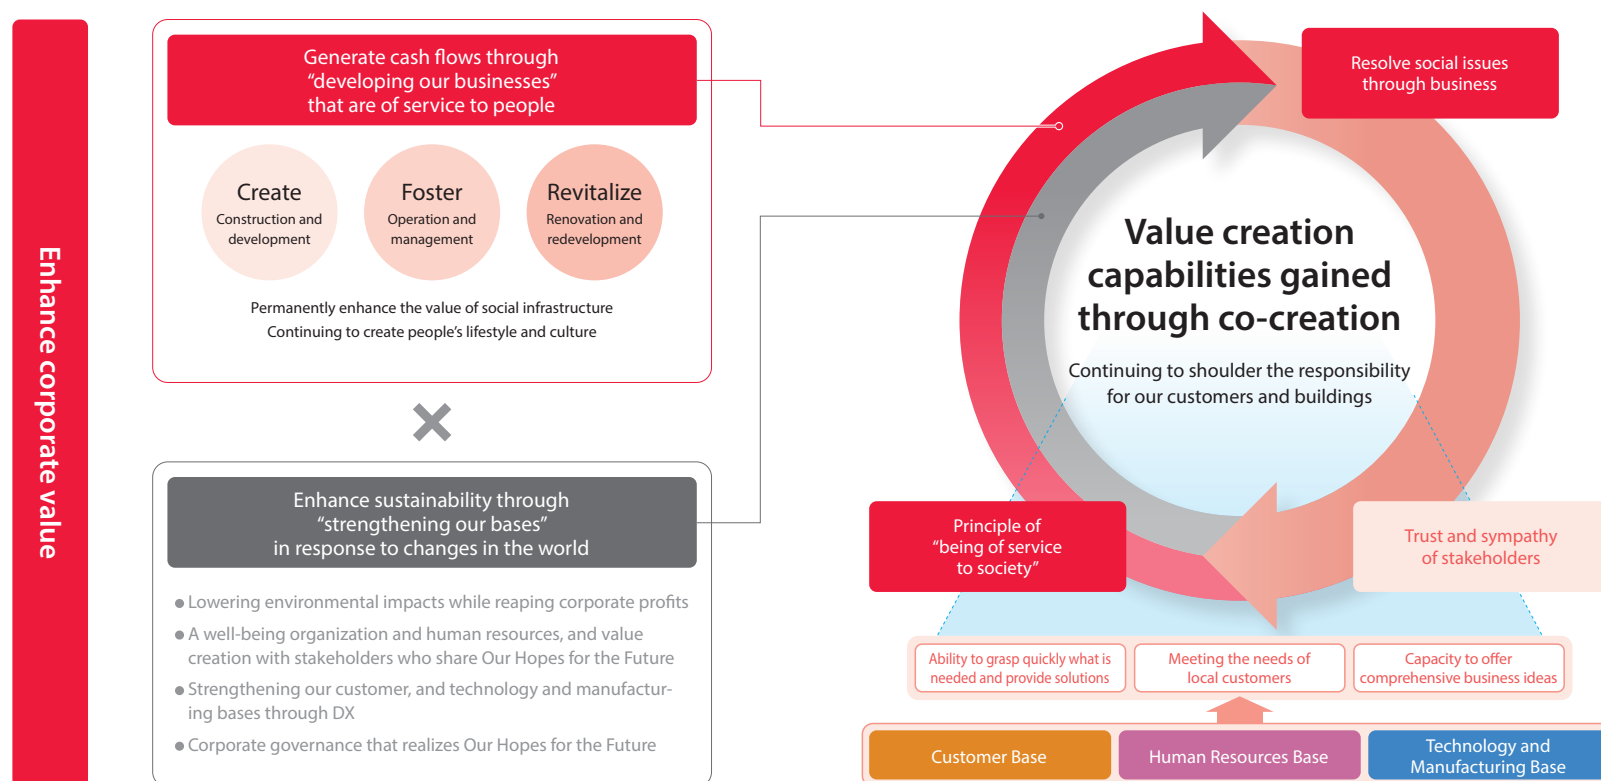 Enhance corporate value
Generate cash flows through
“developing our businesses”
that are of service to people
Create
Construction and
development
Foster
Operation and
management
Revitalize
Renovation and
redevelopment
Permanently enhance the value of social infrastructure
Continuing to create people’s lifestyle and culture
×
Enhance sustainability through
“strengthening our bases”
in response to changes in the world
● Lowering environmental impacts while reaping corporate profits
● A well-being organization and human resources, and value
creation with stakeholders who share Our Hopes for the Future
● Strengthening our customer, and technology and manufactur-
ing bases through DX
● Corporate governance that realizes Our Hopes for the Future
Resolve social issues
through business
Value creation
capabilities gained
through co-creation
Continuing to shoulder the responsibility
for our customers and buildings
Principle of
“being of service
to society”
Trust and sympathy
of stakeholders
Ability to grasp quickly what is
needed and provide solutions
Meeting the needs of
local customers
Capacity to offer
comprehensive business ideas
Customer Base
Human Resources Base
Technology and
Manufacturing Base